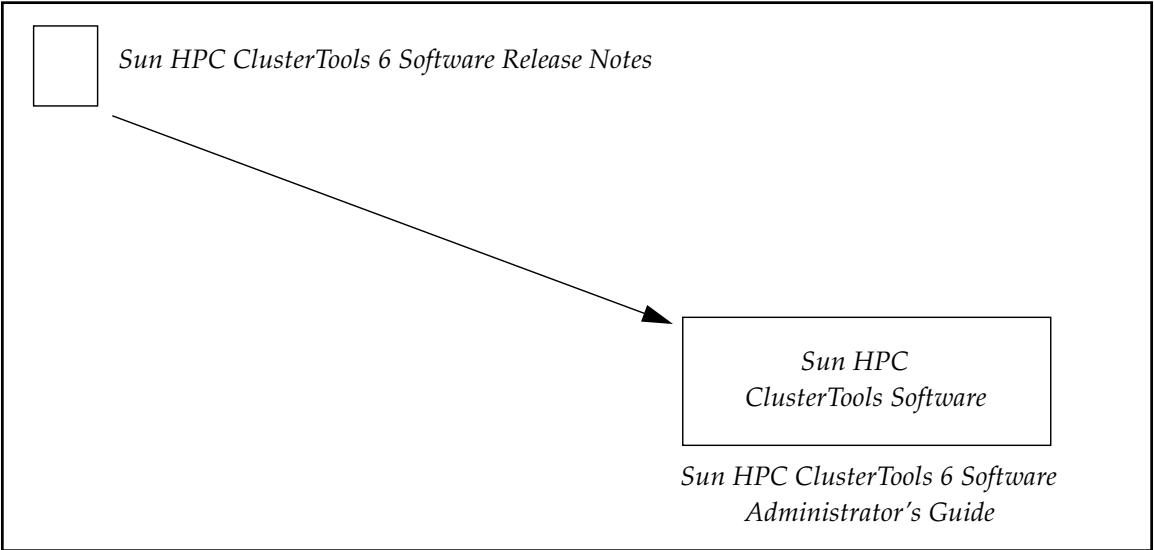 Sun HPC ClusterTools 6 Software Release Notes
Sun HPC
ClusterTools Software
Sun HPC ClusterTools 6 Software
Administrator's Guide